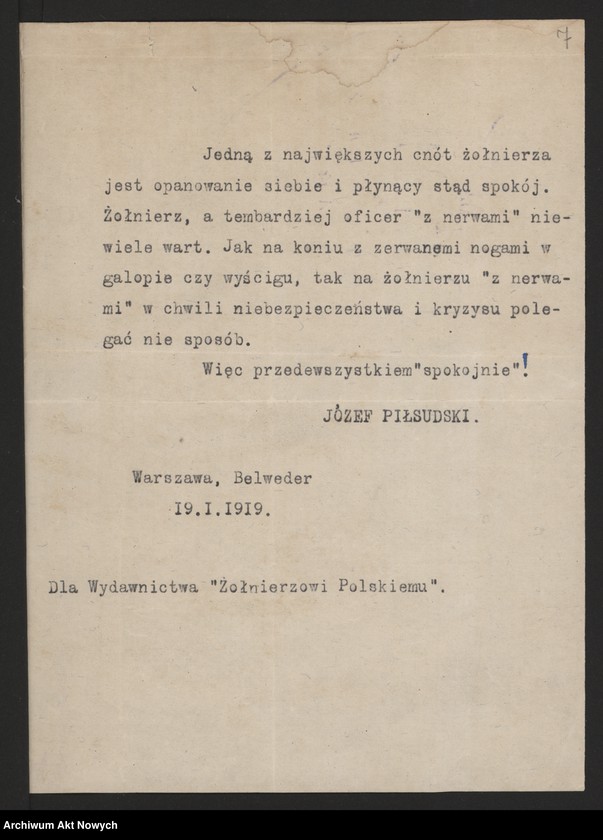 7
Jedną z największych cnót żołnierza
jest opanowanie siebie i płynący stąd spokój.
Żołnierz, a tembardziej oficer "z nerwami" nie-
wiele wart. Jak na koniu z zerwanemi nogami w
galopie czy wyścigu, tak na żołnierzu "z nerwa-
mi" w chwili niebezpieczeństwa i kryzysu pole-
gać nie sposób.
Więc przedewszystkiem"spokojnie"!
JÓZEF PIŁSUDSKI.
Warszawa, Belweder
19.I.1919.
Dla Wydawnictwa "Żołnierzowi Polskiemu".
Archiwum Akt Nowych